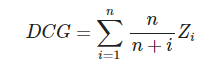 $DCG = \sum_{i=1}^{n} \frac{n}{n+i} Z_i$